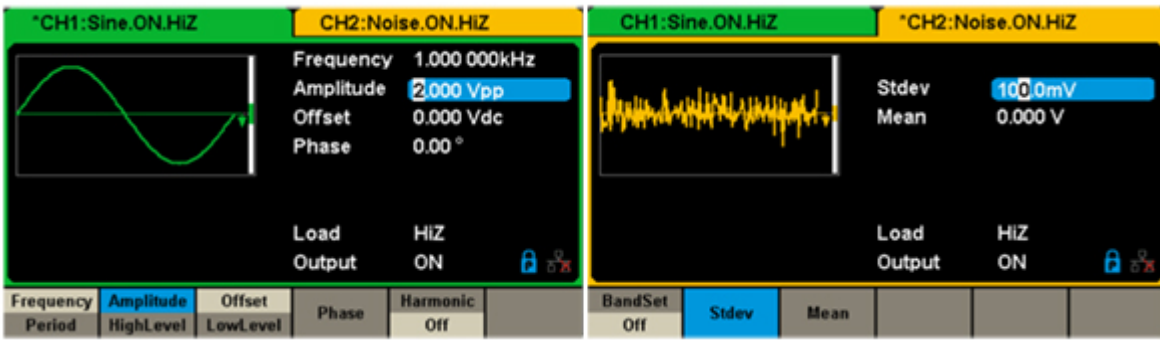 *CH1:Sine.ON.HiZ CH2:Noise.ON.HiZ
Frequency 1.000 000kHz
Amplitude 2.000 Vpp
Offset 0.000 Vdc
Phase 0.00 °
Load HiZ
Output ON
Frequency Amplitude Offset Phase Harmonic
Period HighLevel LowLevel Off
CH1:Sine.ON.HiZ *CH2:Noise.ON.HiZ
Stdev 100.0mV
Mean 0.000 V
Load HiZ
Output ON
BandSet Stdev Mean
Off